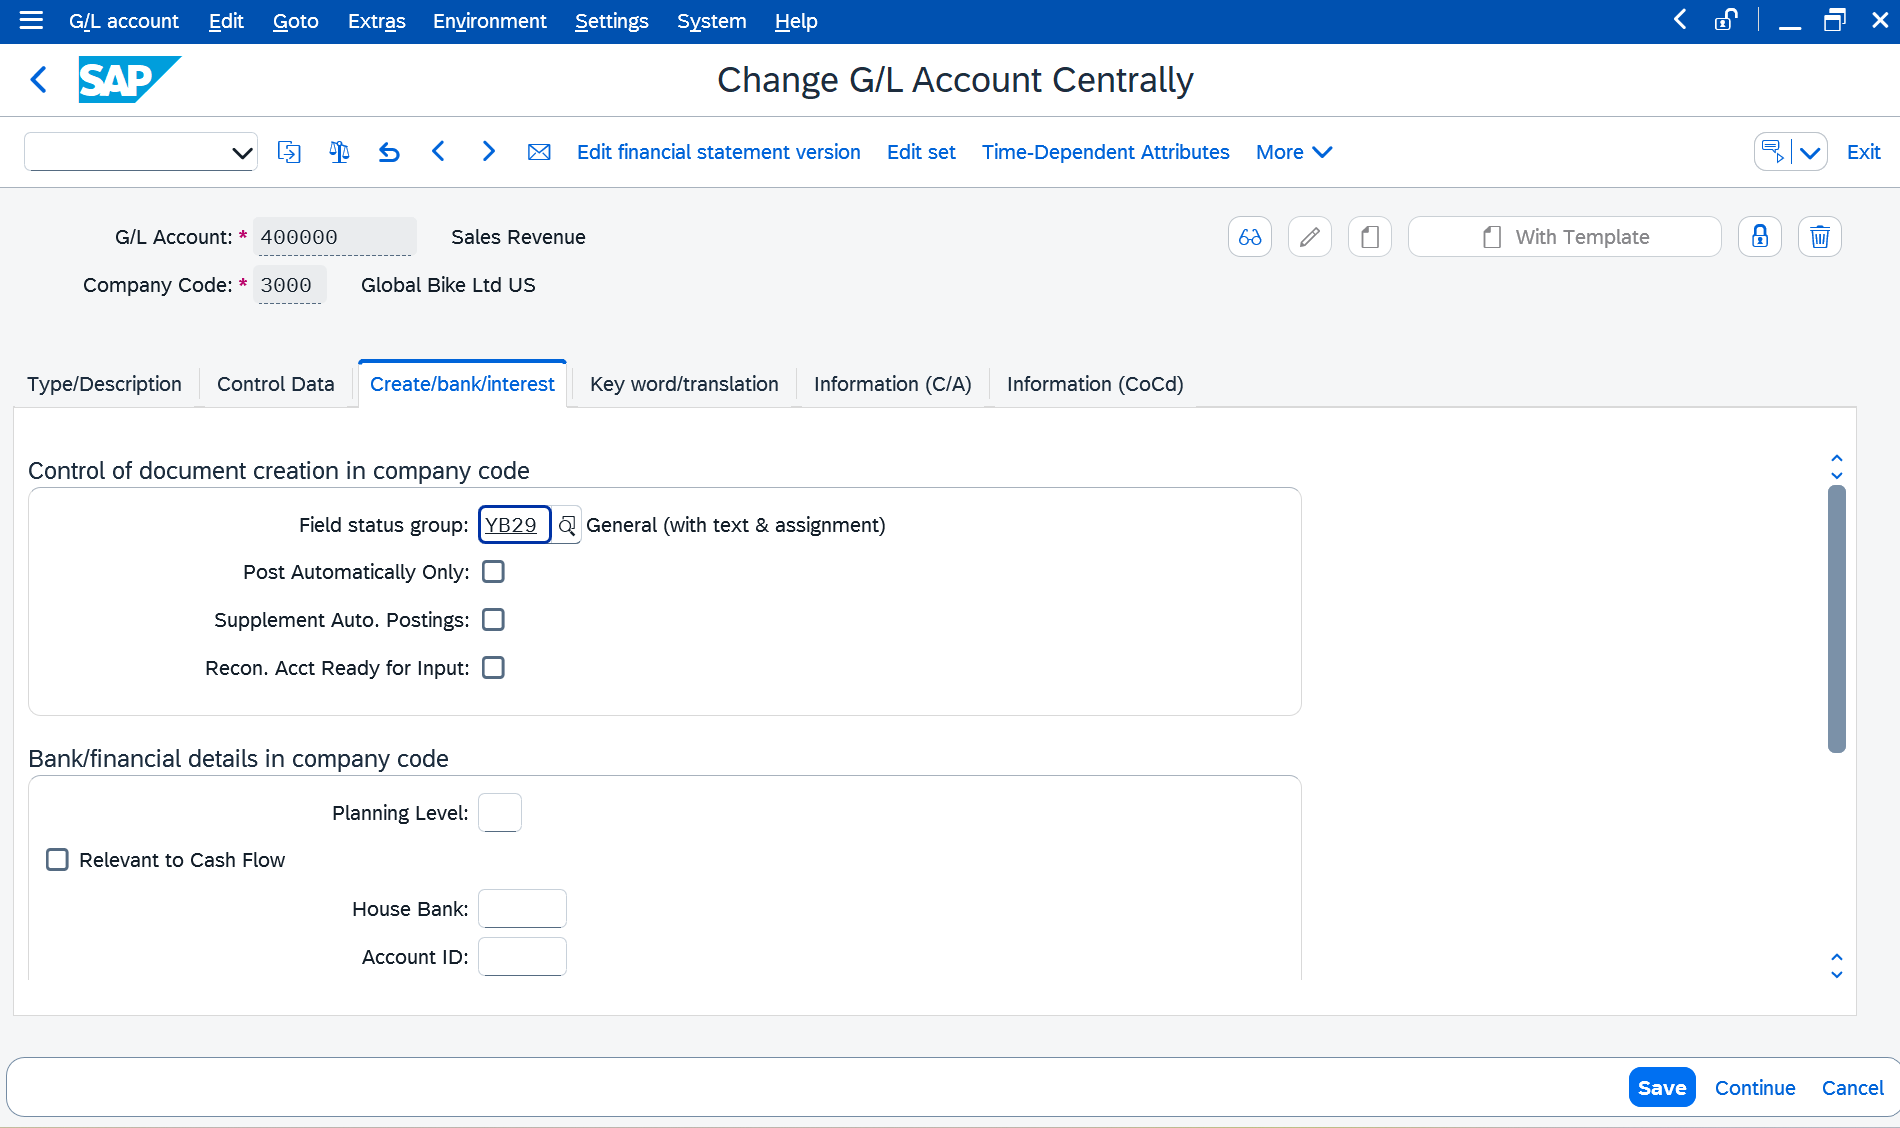 G/L account Edit Goto Extras Environment Settings System Help
SAP Change G/L Account Centrally
Edit financial statement version Edit set Time-Dependent Attributes More Exit
G/L Account: * 400000 Sales Revenue With Template
Company Code: * 3000 Global Bike Ltd US
Type/Description Control Data Create/bank/interest Key word/translation Information (C/A) Information (CoCd)
Control of document creation in company code
Field status group: YB29 General (with text & assignment)
Post Automatically Only:
Supplement Auto. Postings:
Recon. Acct Ready for Input:
Bank/financial details in company code
Planning Level:
Relevant to Cash Flow
House Bank:
Account ID:
Save Continue Cancel